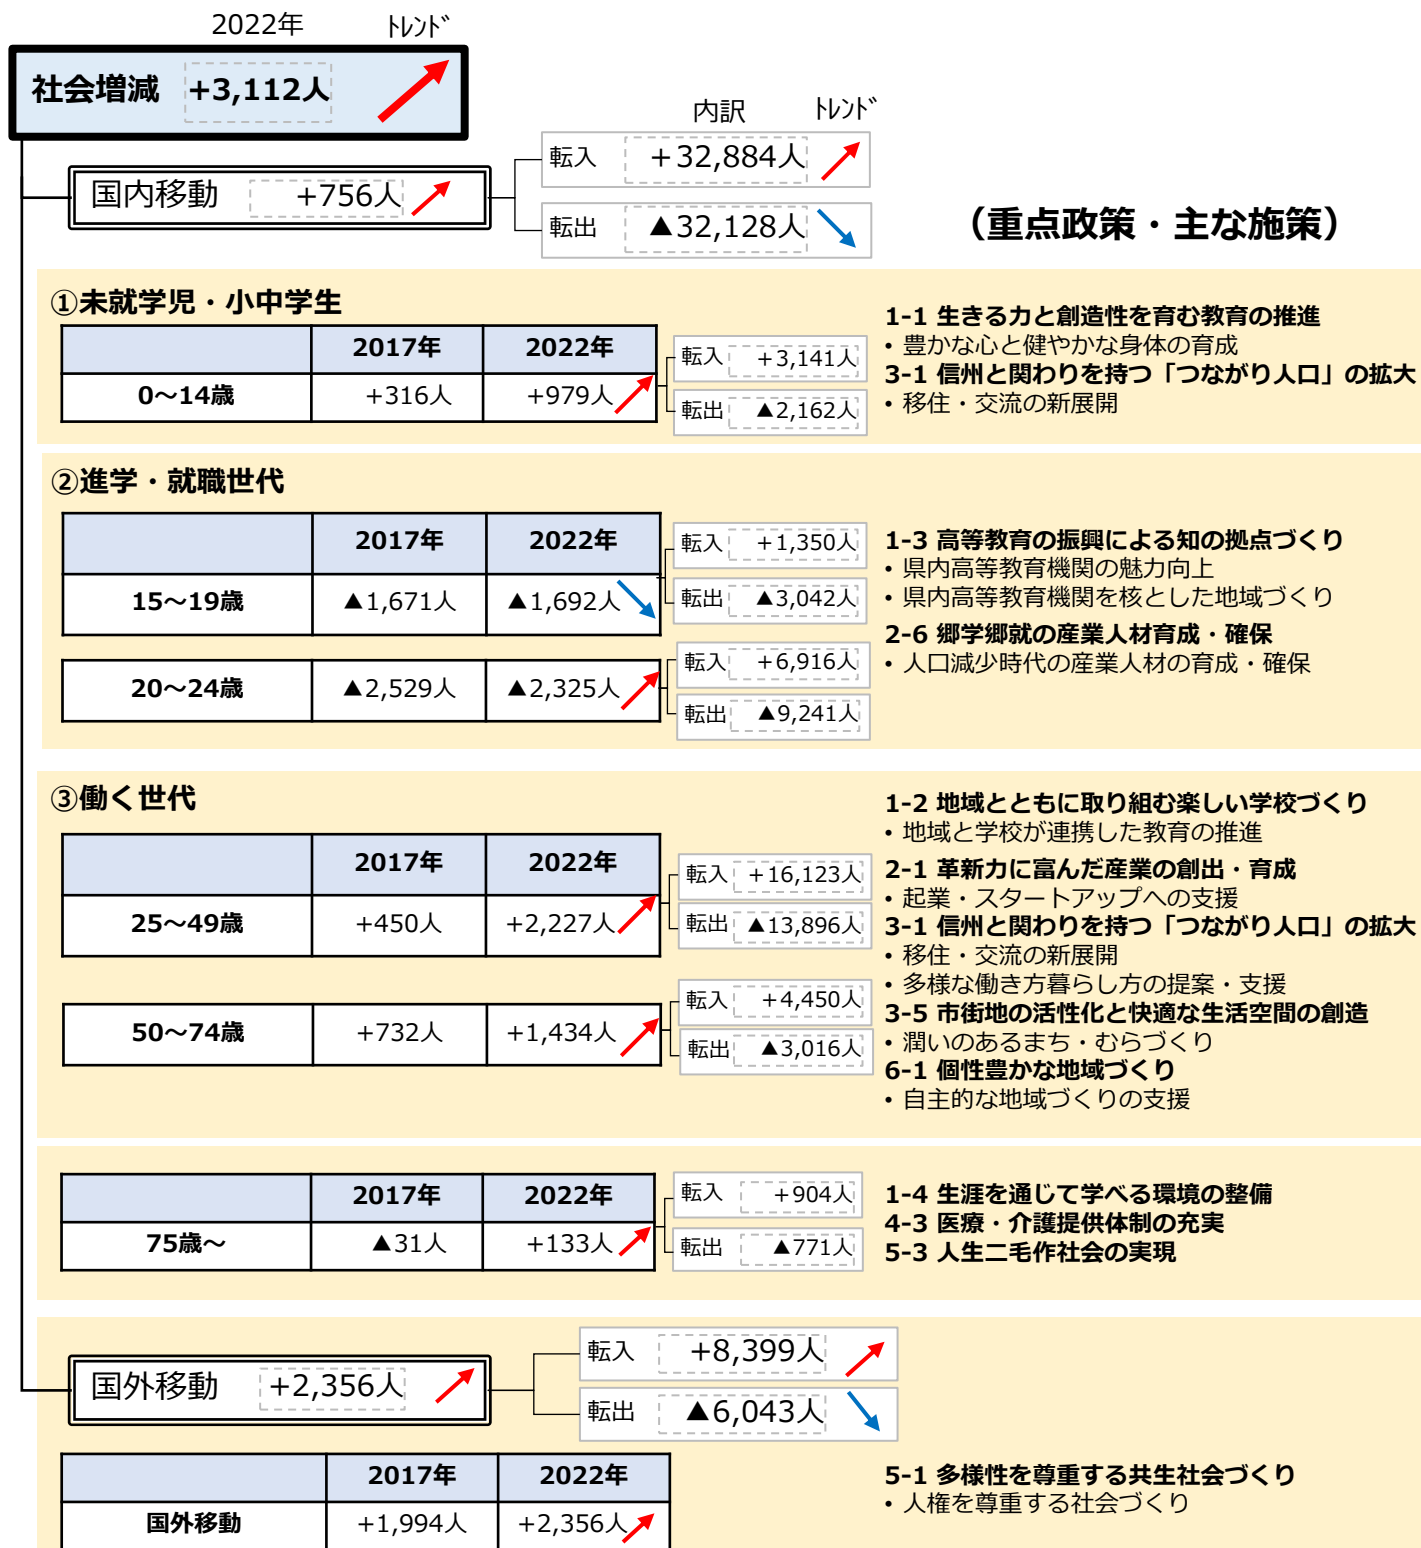 2022年 ﾄﾚﾝﾄﾞ
社会増減 +3,112人
内訳 ﾄﾚﾝﾄﾞ
転入 +32,884人
国内移動 +756人
転出 ▲32,128人
（重点政策・主な施策）
①未就学児・小中学生
2017年 2022年
0～14歳 +316人 +979人
転入 +3,141人
転出 ▲2,162人
1-1 生きる力と創造性を育む教育の推進
• 豊かな心と健やかな身体の育成
3-1 信州と関わりを持つ「つながり人口」の拡大
• 移住・交流の新展開
②進学・就職世代
2017年 2022年
15～19歳 ▲1,671人 ▲1,692人
転入 +1,350人
転出 ▲3,042人
20～24歳 ▲2,529人 ▲2,325人
転入 +6,916人
転出 ▲9,241人
1-3 高等教育の振興による知の拠点づくり
• 県内高等教育機関の魅力向上
• 県内高等教育機関を核とした地域づくり
2-6 郷学郷就の産業人材育成・確保
• 人口減少時代の産業人材の育成・確保
③働く世代
2017年 2022年
25～49歳 +450人 +2,227人
転入 +16,123人
転出 ▲13,896人
50～74歳 +732人 +1,434人
転入 +4,450人
転出 ▲3,016人
1-2 地域とともに取り組む楽しい学校づくり
• 地域と学校が連携した教育の推進
2-1 革新力に富んだ産業の創出・育成
• 起業・スタートアップへの支援
3-1 信州と関わりを持つ「つながり人口」の拡大
• 移住・交流の新展開
• 多様な働き方暮らし方の提案・支援
3-5 市街地の活性化と快適な生活空間の創造
• 潤いのあるまち・むらづくり
6-1 個性豊かな地域づくり
• 自主的な地域づくりの支援
2017年 2022年
75歳～ ▲31人 +133人
転入 +904人
転出 ▲771人
1-4 生涯を通じて学べる環境の整備
4-3 医療・介護提供体制の充実
5-3 人生二毛作社会の実現
転入 +8,399人
国外移動 +2,356人
転出 ▲6,043人
2017年 2022年
国外移動 +1,994人 +2,356人
5-1 多様性を尊重する共生社会づくり
• 人権を尊重する社会づくり